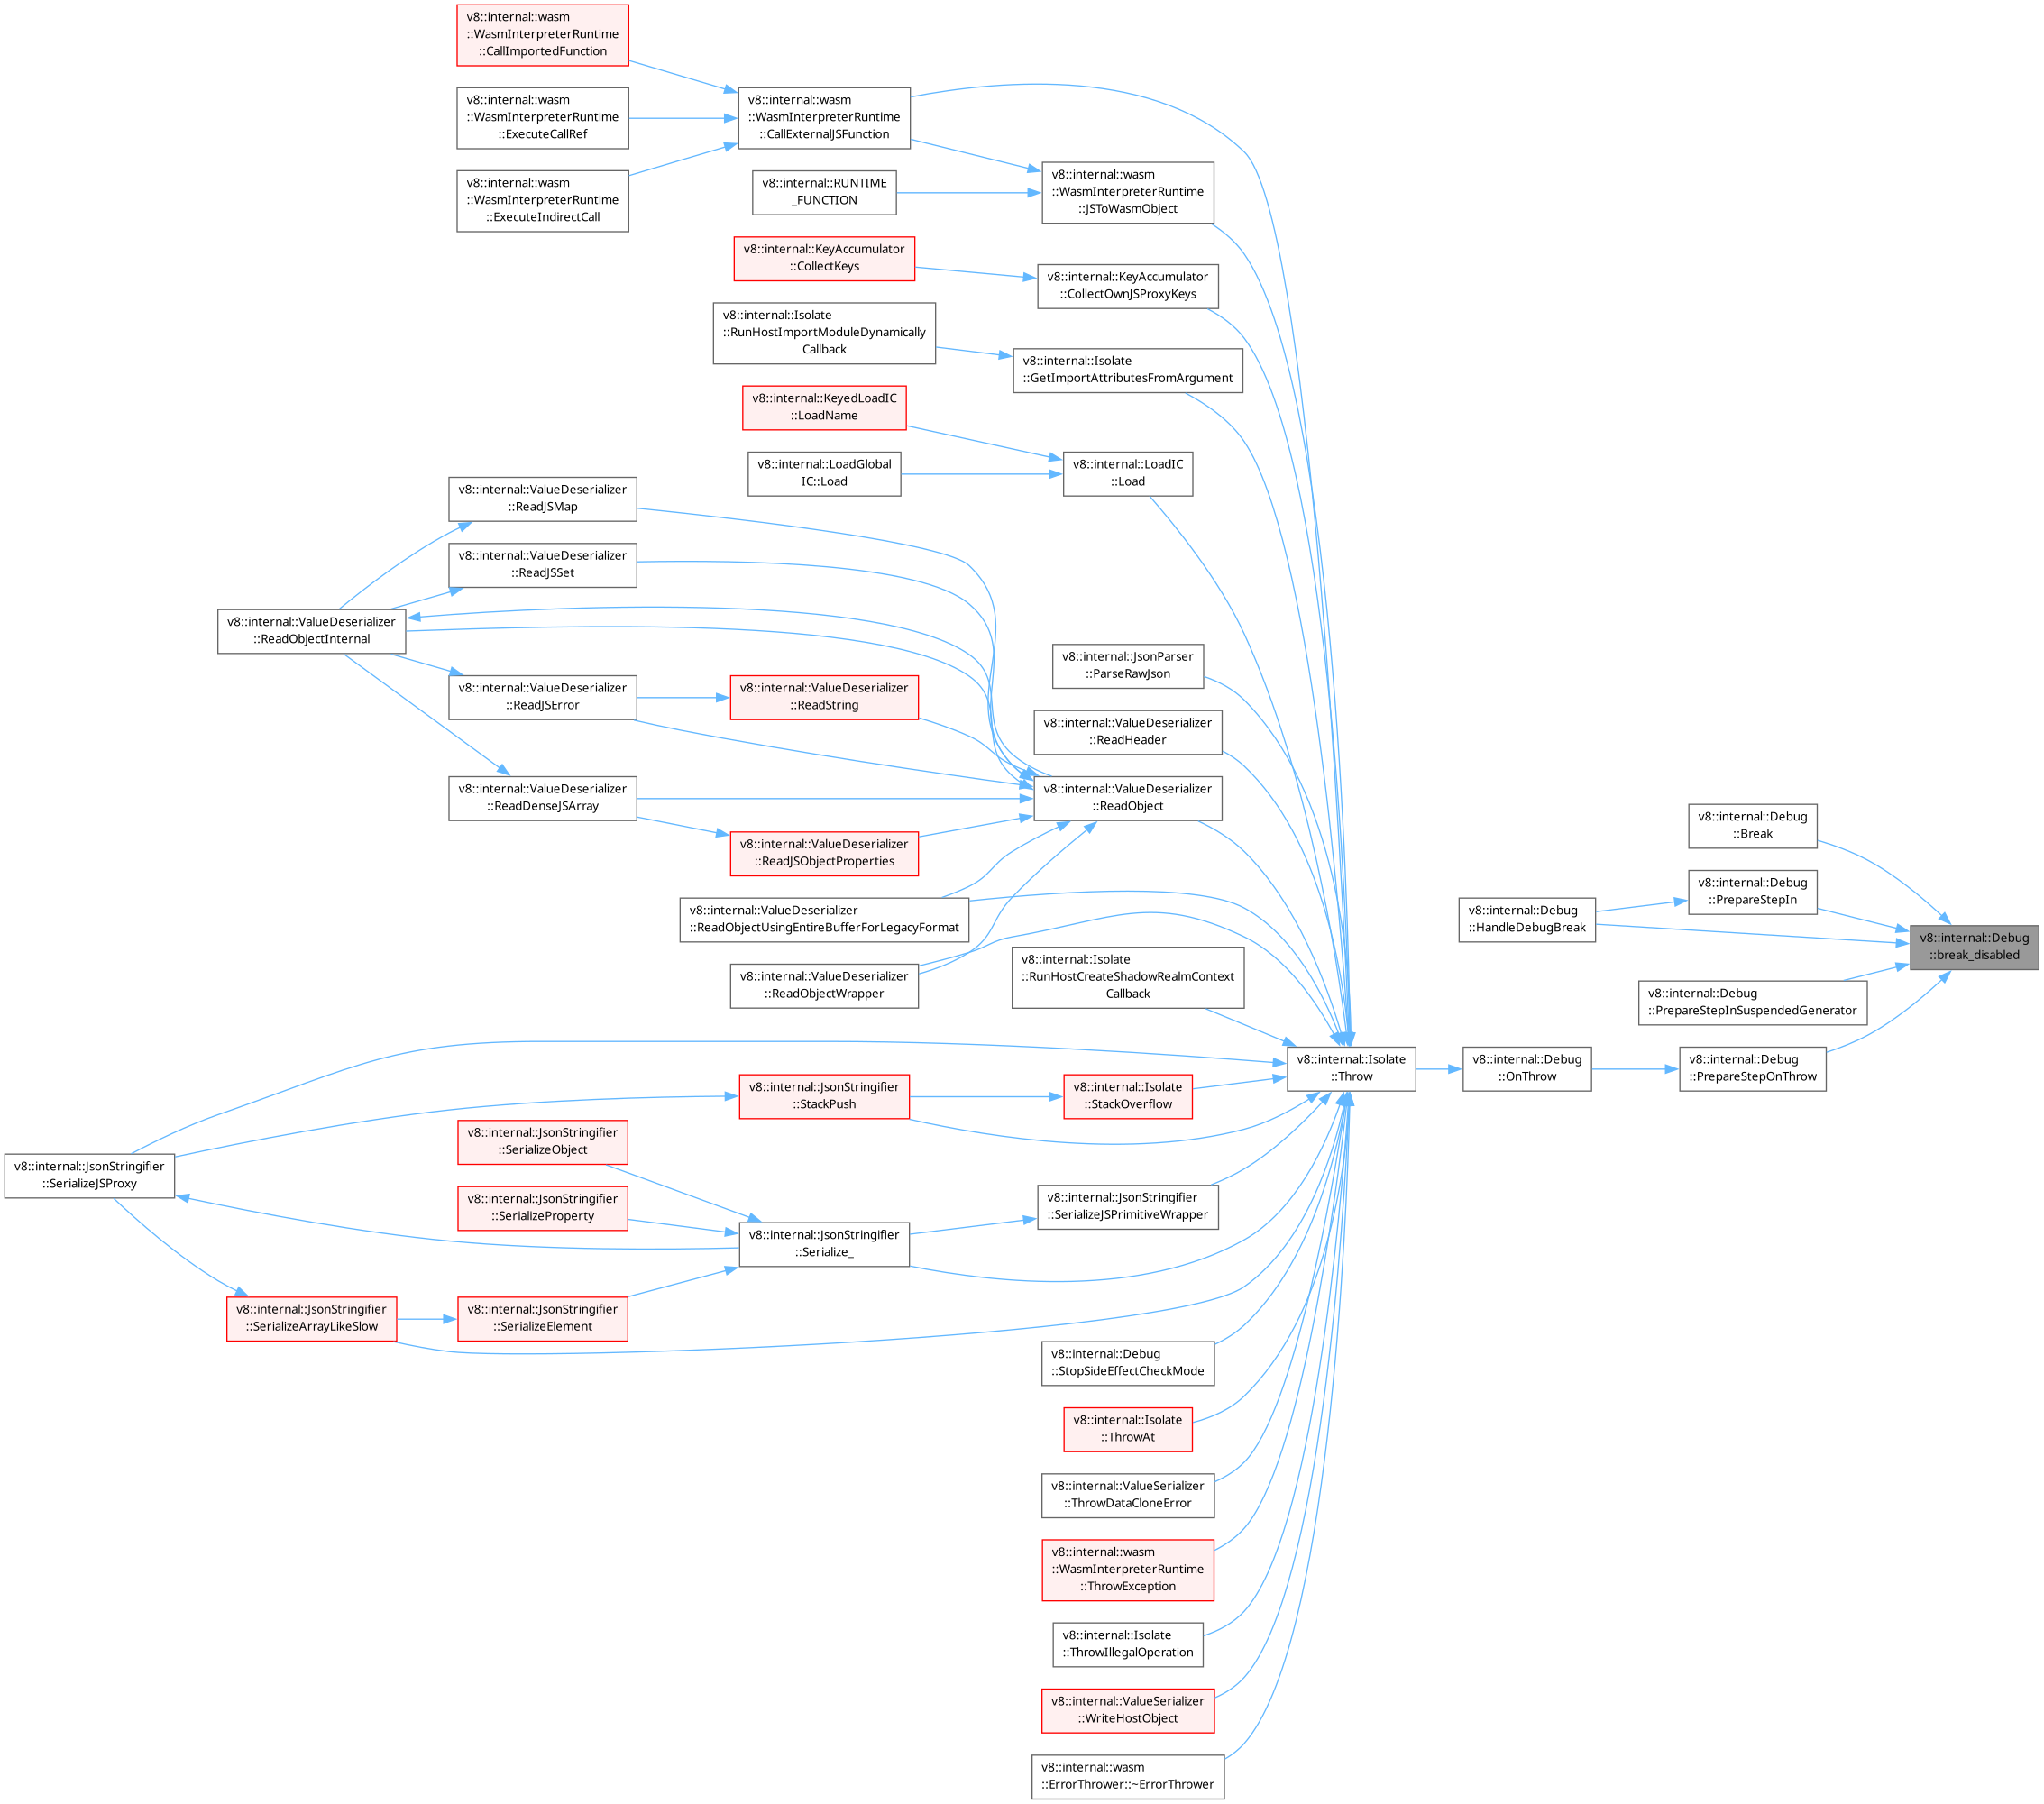 v8::internal::wasm
::WasmInterpreterRuntime
::CallImportedFunction
v8::internal::wasm
::WasmInterpreterRuntime
::ExecuteCallRef
v8::internal::wasm
::WasmInterpreterRuntime
::ExecuteIndirectCall
v8::internal::wasm
::WasmInterpreterRuntime
::CallExternalJSFunction
v8::internal::RUNTIME
_FUNCTION
v8::internal::wasm
::WasmInterpreterRuntime
::JSToWasmObject
v8::internal::KeyAccumulator
::CollectKeys
v8::internal::KeyAccumulator
::CollectOwnJSProxyKeys
v8::internal::Isolate
::RunHostImportModuleDynamically
Callback
v8::internal::Isolate
::GetImportAttributesFromArgument
v8::internal::KeyedLoadIC
::LoadName
v8::internal::LoadGlobal
IC::Load
v8::internal::LoadIC
::Load
v8::internal::ValueDeserializer
::ReadJSMap
v8::internal::ValueDeserializer
::ReadJSSet
v8::internal::ValueDeserializer
::ReadObjectInternal
v8::internal::ValueDeserializer
::ReadJSError
v8::internal::ValueDeserializer
::ReadString
v8::internal::JsonParser
::ParseRawJson
v8::internal::ValueDeserializer
::ReadHeader
v8::internal::ValueDeserializer
::ReadDenseJSArray
v8::internal::ValueDeserializer
::ReadObject
v8::internal::ValueDeserializer
::ReadJSObjectProperties
v8::internal::ValueDeserializer
::ReadObjectUsingEntireBufferForLegacyFormat
v8::internal::ValueDeserializer
::ReadObjectWrapper
v8::internal::Isolate
::RunHostCreateShadowRealmContext
Callback
v8::internal::Debug
::Break
v8::internal::Debug
::PrepareStepIn
v8::internal::Debug
::HandleDebugBreak
v8::internal::Debug
::break_disabled
v8::internal::Debug
::PrepareStepInSuspendedGenerator
v8::internal::Isolate
::Throw
v8::internal::Debug
::OnThrow
v8::internal::Debug
::PrepareStepOnThrow
v8::internal::JsonStringifier
::StackPush
v8::internal::Isolate
::StackOverflow
v8::internal::JsonStringifier
::SerializeObject
v8::internal::JsonStringifier
::SerializeJSProxy
v8::internal::JsonStringifier
::SerializeProperty
v8::internal::JsonStringifier
::SerializeJSPrimitiveWrapper
v8::internal::JsonStringifier
::Serialize_
v8::internal::JsonStringifier
::SerializeArrayLikeSlow
v8::internal::JsonStringifier
::SerializeElement
v8::internal::Debug
::StopSideEffectCheckMode
v8::internal::Isolate
::ThrowAt
v8::internal::ValueSerializer
::ThrowDataCloneError
v8::internal::wasm
::WasmInterpreterRuntime
::ThrowException
v8::internal::Isolate
::ThrowIllegalOperation
v8::internal::ValueSerializer
::WriteHostObject
v8::internal::wasm
::ErrorThrower::~ErrorThrower